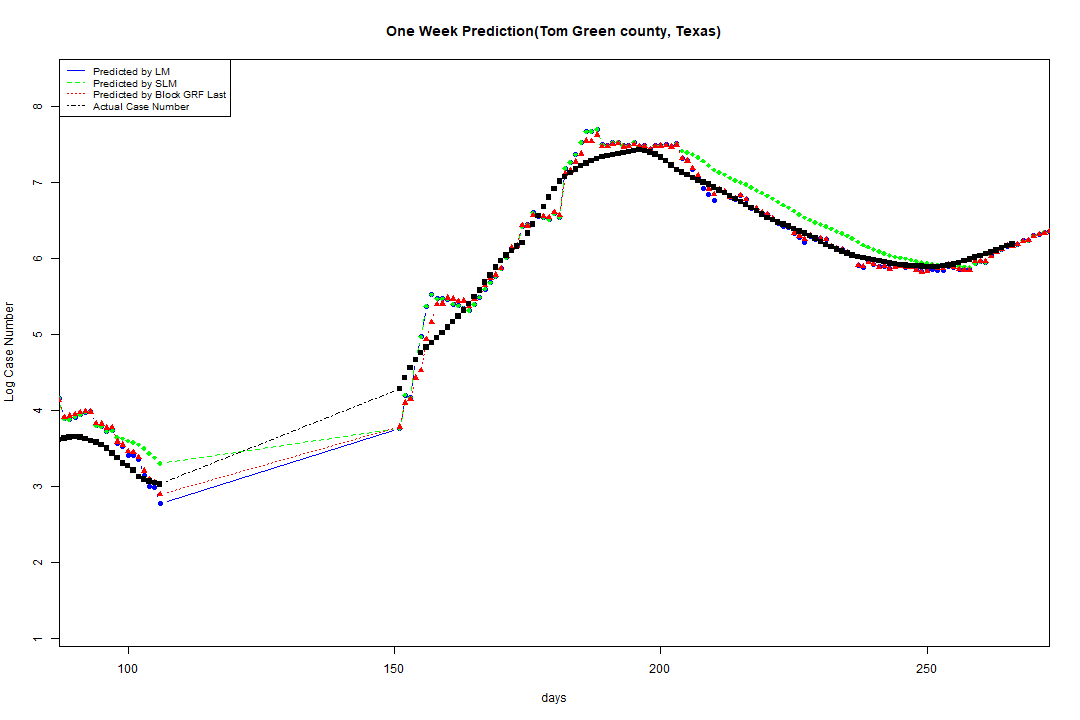 One Week Prediction(Tom Green county, Texas)
Predicted by LM
Predicted by SLM
Predicted by Block GRF Last
Actual Case Number
8
7
6
5
4
3
2
1
Log Case Number
100
150
200
250
days